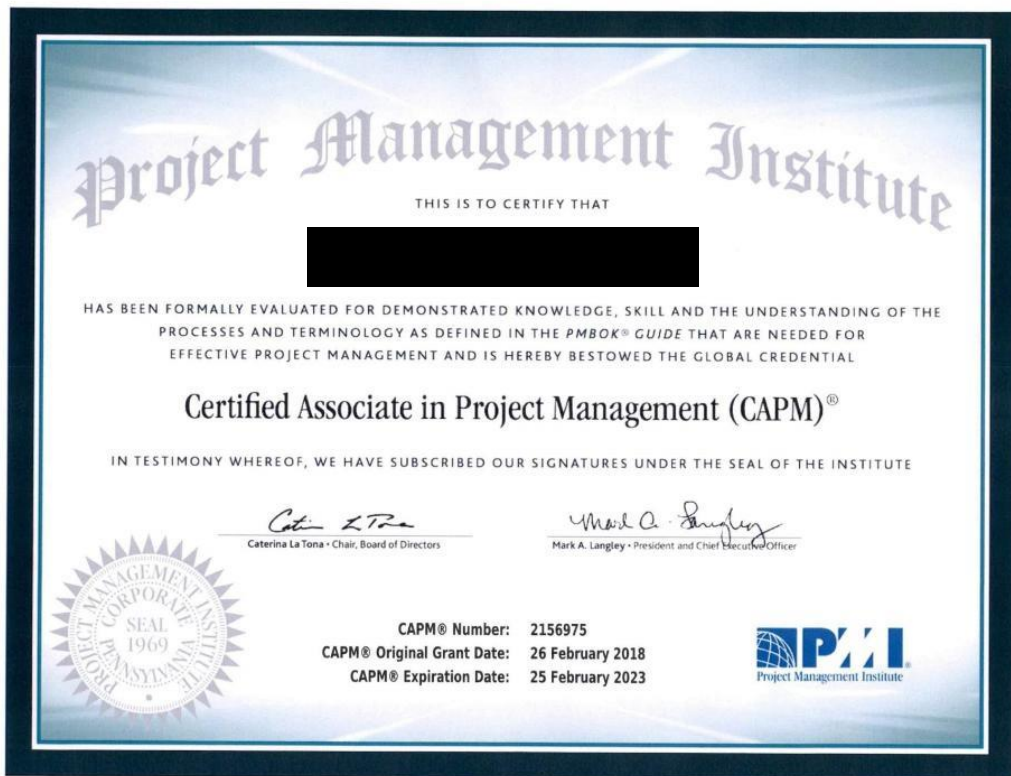 Project Management Institute
THIS IS TO CERTIFY THAT
HAS BEEN FORMALLY EVALUATED FOR DEMONSTRATED KNOWLEDGE, SKILL AND THE UNDERSTANDING OF THE
PROCESSES AND TERMINOLOGY AS DEFINED IN THE PMBOK® GUIDE THAT ARE NEEDED FOR
EFFECTIVE PROJECT MANAGEMENT AND IS HEREBY BESTOWED THE GLOBAL CREDENTIAL
Certified Associate in Project Management (CAPM)®
IN TESTIMONY WHEREOF, WE HAVE SUBSCRIBED OUR SIGNATURES UNDER THE SEAL OF THE INSTITUTE
Caterina La Tona • Chair, Board of Directors
Mark A. Langley • President and Chief Executive Officer
PROJECT MANAGEMENT INSTITUTE
CORPORATE
SEAL
1969
PENNSYLVANIA
CAPM® Number: 2156975
CAPM® Original Grant Date: 26 February 2018
CAPM® Expiration Date: 25 February 2023
PMI®
Project Management Institute